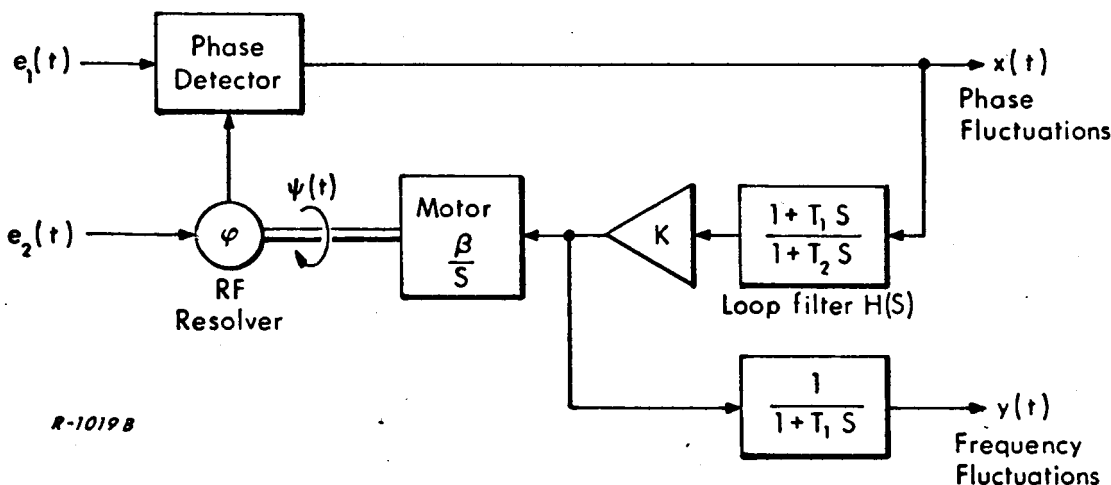 e₁(t)
Phase
Detector
x(t)
Phase
Fluctuations
e₂(t)
φ
RF
Resolver
ψ(t)
Motor
β
S
K
1 + T₁ S
1 + T₂ S
Loop filter H(S)
1
1 + T₁ S
y(t)
Frequency
Fluctuations
R-1019 B